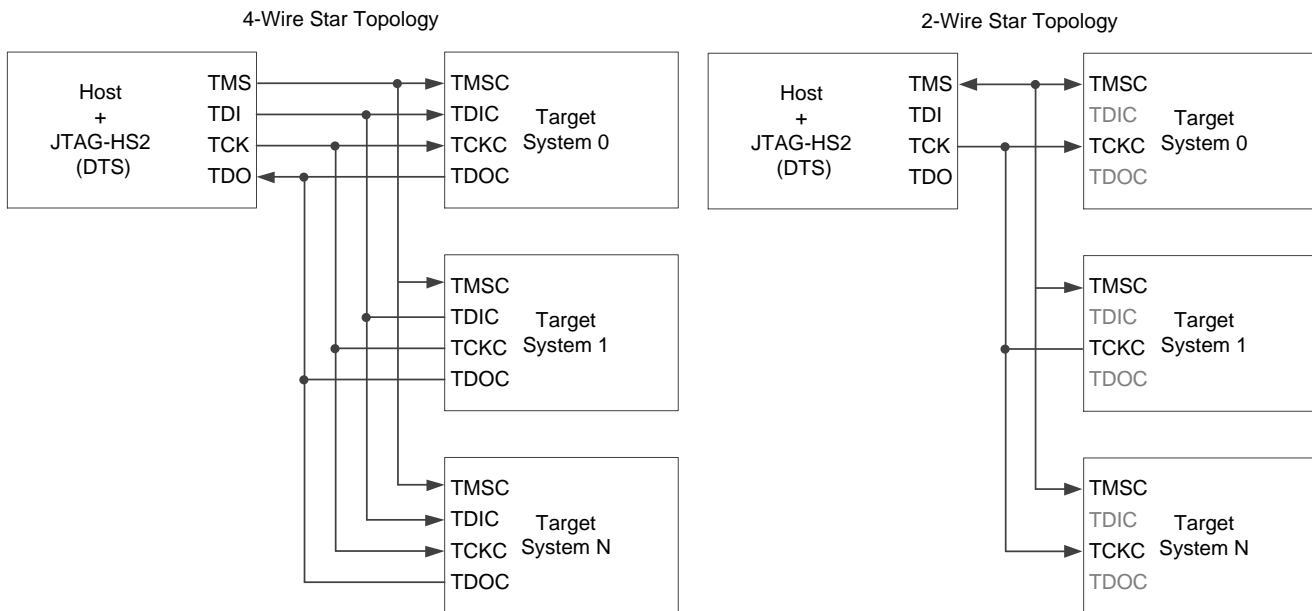 4-Wire Star Topology
Host
+
JTAG-HS2
(DTS)
TMS
TDI
TCK
TDO
TMSC
TDIC
TCKC
TDOC
Target
System 0
TMSC
TDIC
TCKC
TDOC
Target
System 1
TMSC
TDIC
TCKC
TDOC
Target
System N
2-Wire Star Topology
Host
+
JTAG-HS2
(DTS)
TMS
TDI
TCK
TDO
TMSC
TDIC
TCKC
TDOC
Target
System 0
TMSC
TDIC
TCKC
TDOC
Target
System 1
TMSC
TDIC
TCKC
TDOC
Target
System N